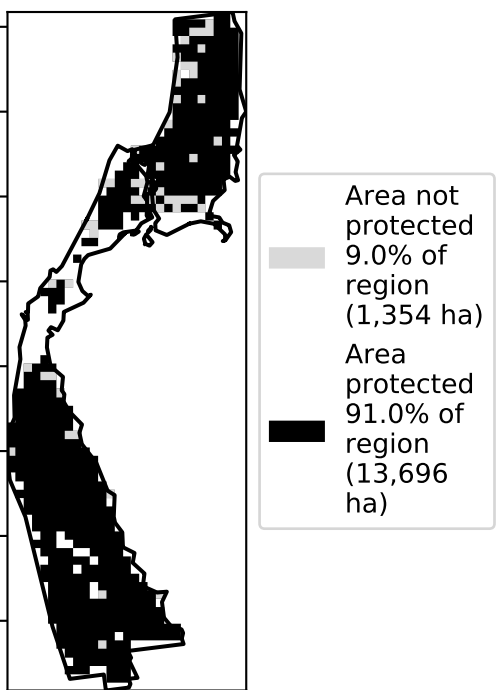 Area not
protected
9.0% of
region
(1,354 ha)
Area
protected
91.0% of
region
(13,696
ha)